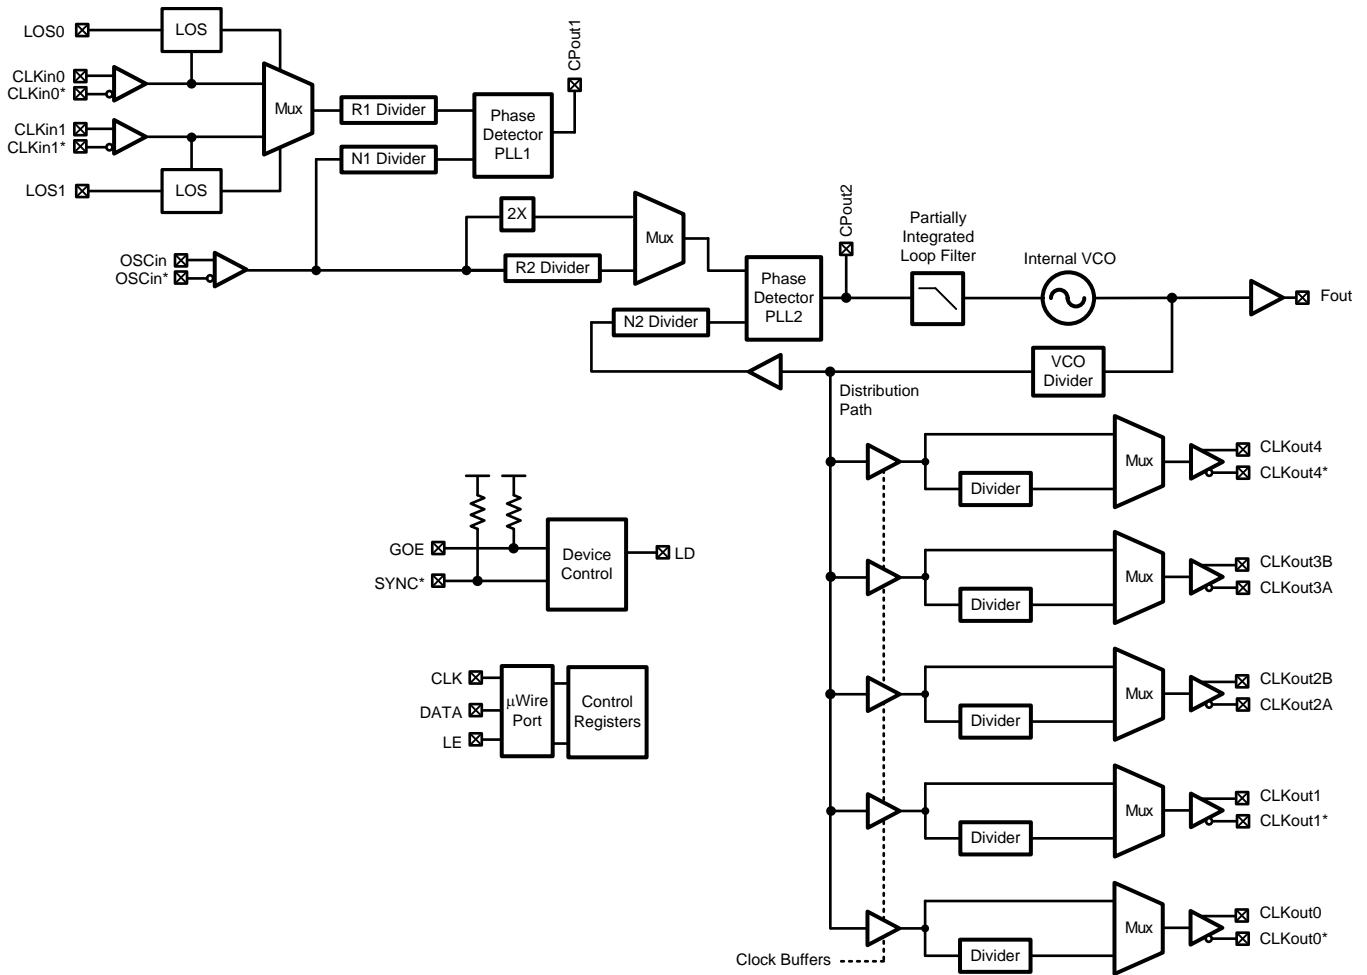 LOS0
LOS
CLKin0
CLKin0*
Mux
CLKin1
CLKin1*
LOS1
LOS
R1 Divider
N1 Divider
Phase
Detector
PLL1
CPout1
OSCin
OSCin*
2X
R2 Divider
Mux
N2 Divider
Phase
Detector
PLL2
CPout2
Partially
Integrated
Loop Filter
Internal VCO
Fout
VCO
Divider
Distribution
Path
Divider
Mux
CLKout4
CLKout4*
GOE
SYNC*
Device
Control
LD
Divider
Mux
CLKout3B
CLKout3A
CLK
DATA
LE
µWire
Port
Control
Registers
Divider
Mux
CLKout2B
CLKout2A
Divider
Mux
CLKout1
CLKout1*
Divider
Mux
CLKout0
CLKout0*
Clock Buffers